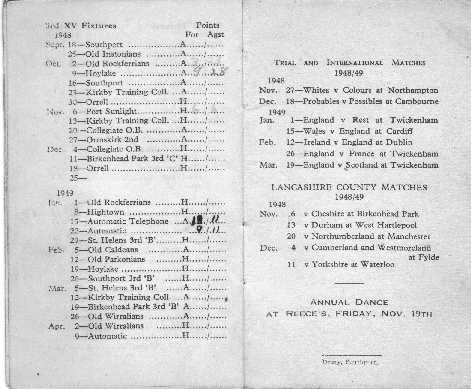 3rd XV Fixtures Points
1948 For Agst
Sept. 18—Southport ..................A....../......
25—Old Instonians ..................A....../......
Oct. 2—Old Rockferrians ............A
9—Hoylake ..................A
16—Southport ..................A....../......
23—Kirkby Training Coll. ...A....../......
30—Orrell ..................H....../......
Nov. 6—Port Sunlight ............H
13—Kirkby Training Coll. ...H....../......
20—Collegiate O.B. ............A....../......
27—Ormskirk 2nd ............A....../......
Dec. 4—Collegiate O.B. ............H....../......
11—Birkenhead Park 3rd 'C' H....../......
18—Orrell ..................H....../......
25—
1949
Jan. 1—Old Rockferrians ............H....../......
8—Hightown ..................H....../......
15—Automatic Telephone ...A
22—Automatic
29—St. Helens 3rd 'B' .........H....../......
Feb. 5—Old Caldeans ............A....../......
12—Old Parkonians ............H....../......
19—Hoylake ..................H....../......
26—Southport 3rd 'B' .........H....../......
Mar. 5—St. Helens 3rd 'B' .........A....../......
12—Kirkby Training Coll. ...A....../......
19—Birkenhead Park 3rd 'B' A....../......
26—Old Wirralians ............A....../......
Apr. 2—Old Wirralians ............H....../......
9—Automatic ..................H....../......
Trial and International Matches
1948/49
1948
Nov. 27—Whites v Colours at Northampton
Dec. 18—Probables v Possibles at Cambourne
1949
Jan. 1—England v Rest at Twickenham
15—Wales v England at Cardiff
Feb. 12—Ireland v England at Dublin
26—England v France at Twickenham
Mar. 19—England v Scotland at Twickenham
LANCASHIRE COUNTY MATCHES
1948/49
1948
Nov. 6 v Cheshire at Birkenhead Park
13 v Durham at West Hartlepool
20 v Northumberland at Manchester
Dec. 4 v Cumberland and Westmorland
at Fylde
11 v Yorkshire at Waterloo
ANNUAL DANCE
AT REECE'S, FRIDAY, NOV. 19TH
Southport.